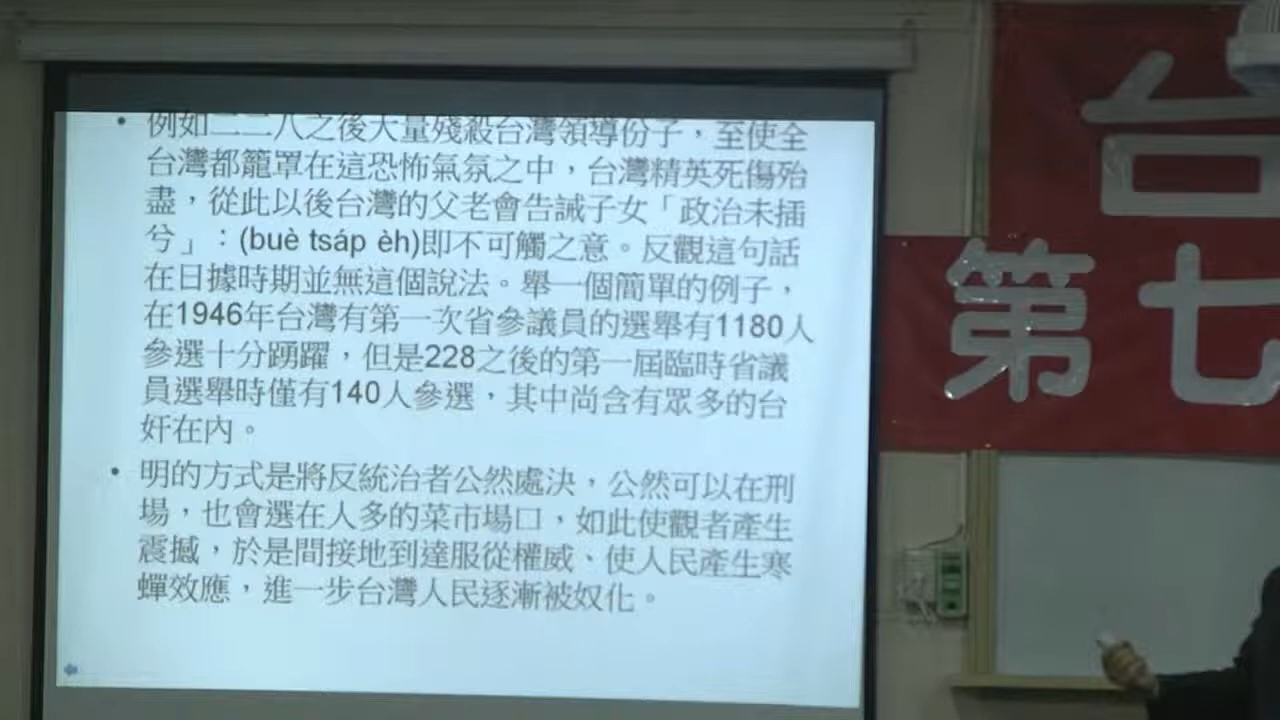 • 例如二二八之後大量殘殺台灣領導份子，至使全
台灣都籠罩在這恐怖氣氛之中，台灣精英死傷殆
盡，從此以後台灣的父老會告誡子女「政治未插
兮」：(buè tsáp èh)即不可觸之意。反觀這句話
在日據時期並無這個說法。舉一個簡單的例子，
在1946年台灣有第一次省參議員的選舉有1180人
參選十分踴躍，但是228之後的第一屆臨時省議
員選舉時僅有140人參選，其中尚含有眾多的台
奸在內。
• 明的方式是將反統治者公然處決，公然可以在刑
場，也會選在人多的菜市場口，如此使觀者產生
震撼，於是間接地到達服從權威、使人民產生寒
蟬效應，進一步台灣人民逐漸被奴化。
台
第七